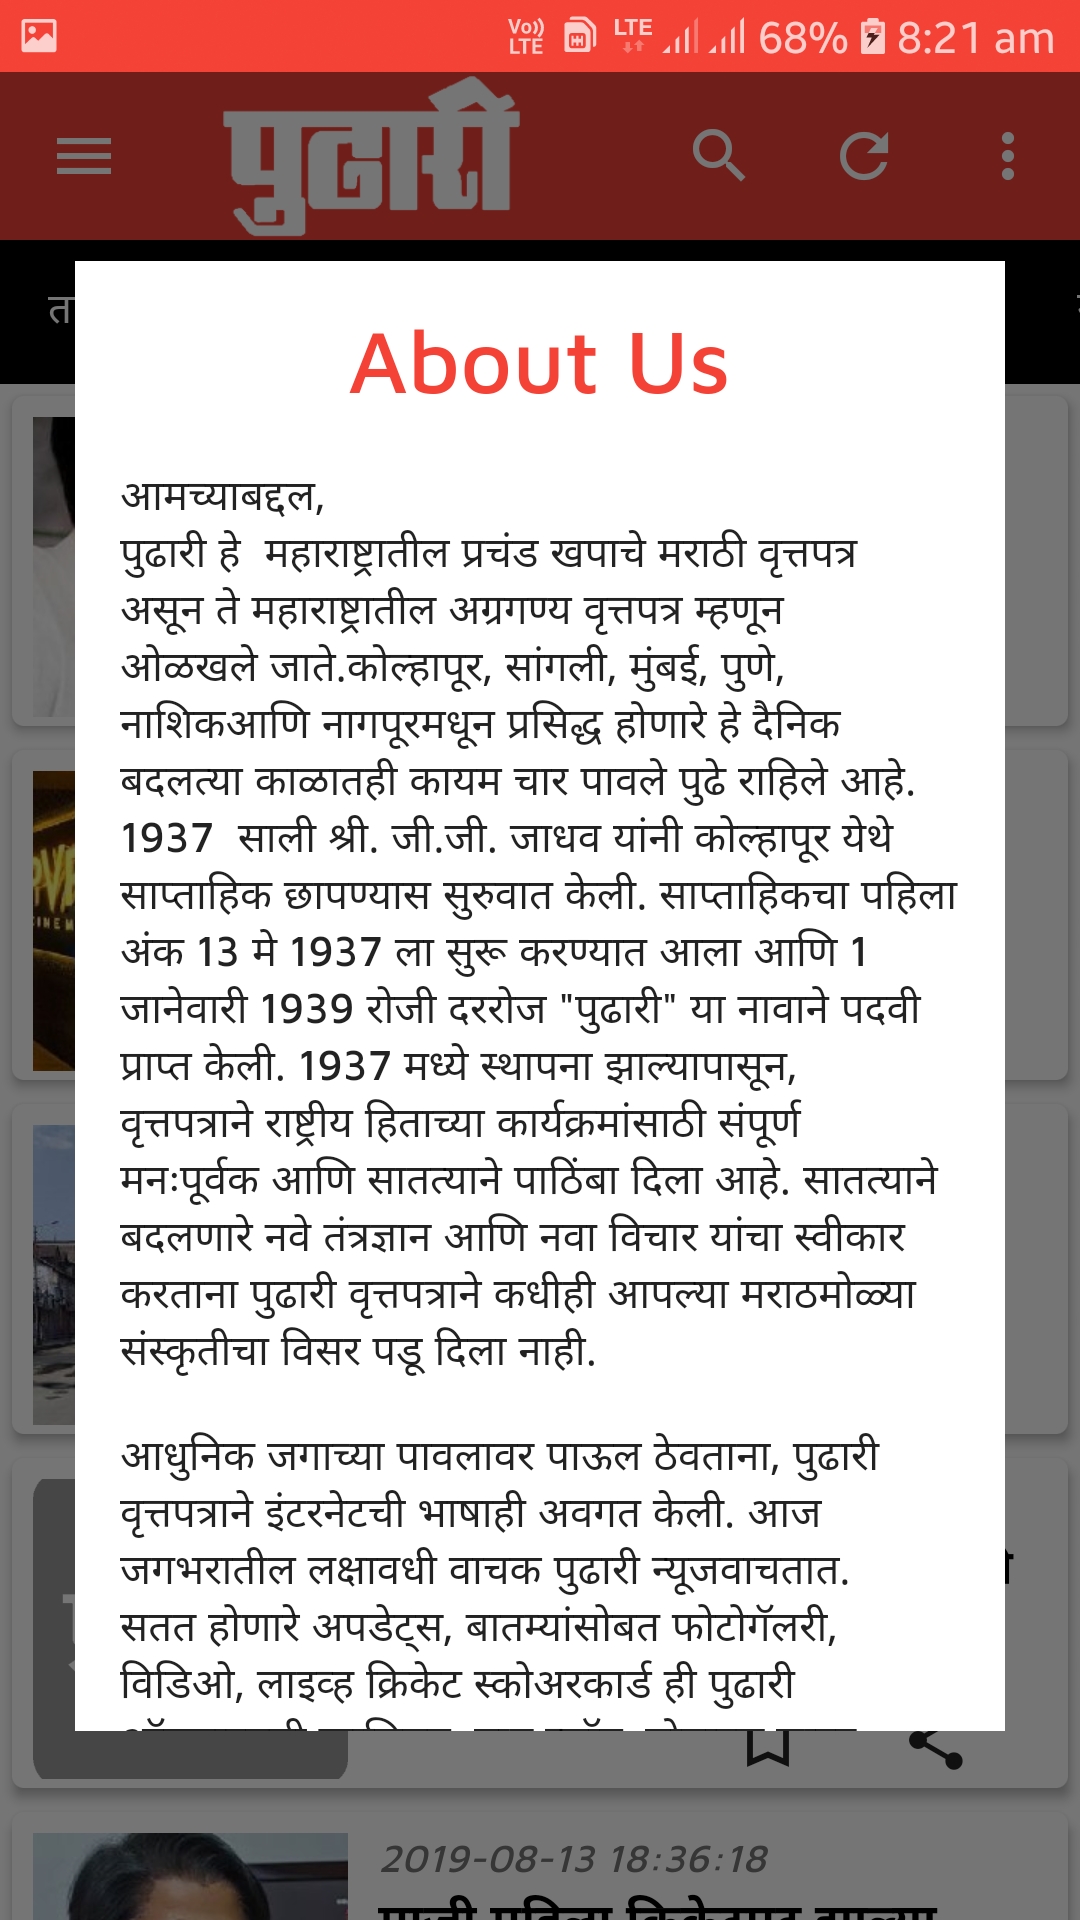 Vo)) LTE LTE 68% 8:21 am
पुढारी
About Us
आमच्याबद्दल,
पुढारी हे  महाराष्ट्रातील प्रचंड खपाचे मराठी वृत्तपत्र
असून ते महाराष्ट्रातील अग्रगण्य वृत्तपत्र म्हणून
ओळखले जाते.कोल्हापूर, सांगली, मुंबई, पुणे,
नाशिकआणि नागपूरमधून प्रसिद्ध होणारे हे दैनिक
बदलत्या काळातही कायम चार पावले पुढे राहिले आहे.
1937  साली श्री. जी.जी. जाधव यांनी कोल्हापूर येथे
साप्ताहिक छापण्यास सुरुवात केली. साप्ताहिकचा पहिला
अंक 13 मे 1937 ला सुरू करण्यात आला आणि 1
जानेवारी 1939 रोजी दररोज "पुढारी" या नावाने पदवी
प्राप्त केली. 1937 मध्ये स्थापना झाल्यापासून,
वृत्तपत्राने राष्ट्रीय हिताच्या कार्यक्रमांसाठी संपूर्ण
मनःपूर्वक आणि सातत्याने पाठिंबा दिला आहे. सातत्याने
बदलणारे नवे तंत्रज्ञान आणि नवा विचार यांचा स्वीकार
करताना पुढारी वृत्तपत्राने कधीही आपल्या मराठमोळ्या
संस्कृतीचा विसर पडू दिला नाही.
आधुनिक जगाच्या पावलावर पाऊल ठेवताना, पुढारी
वृत्तपत्राने इंटरनेटची भाषाही अवगत केली. आज
जगभरातील लक्षावधी वाचक पुढारी न्यूजवाचतात.
सतत होणारे अपडेट्स, बातम्यांसोबत फोटोगॅलरी,
विडिओ, लाइव्ह क्रिकेट स्कोअरकार्ड ही पुढारी
2019-08-13 18:36:18